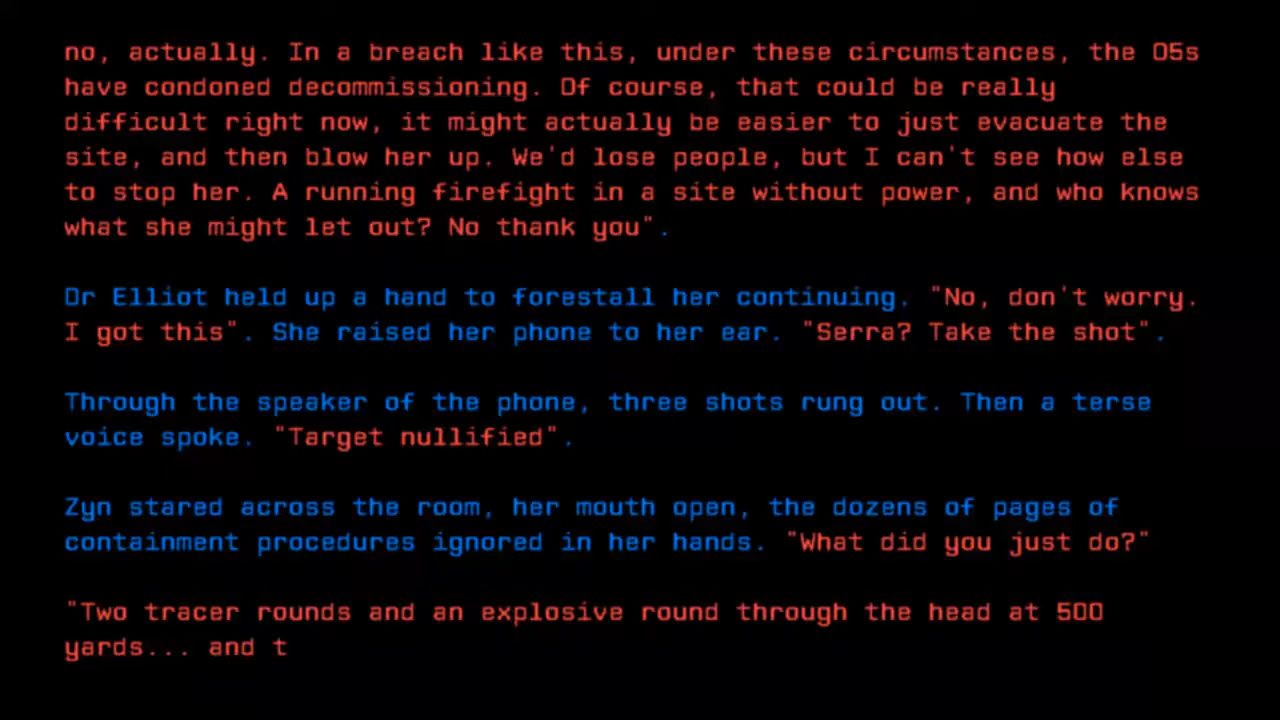 no, actually. In a breach like this, under these circumstances, the O5s
have condoned decommissioning. Of course, that could be really
difficult right now, it might actually be easier to just evacuate the
site, and then blow her up. We'd lose people, but I can't see how else
to stop her. A running firefight in a site without power, and who knows
what she might let out? No thank you".
Dr Elliot held up a hand to forestall her continuing. "No, don't worry.
I got this". She raised her phone to her ear. "Serra? Take the shot".
Through the speaker of the phone, three shots rung out. Then a terse
voice spoke. "Target nullified".
Zyn stared across the room, her mouth open, the dozens of pages of
containment procedures ignored in her hands. "What did you just do?"
"Two tracer rounds and an explosive round through the head at 500
yards... and t